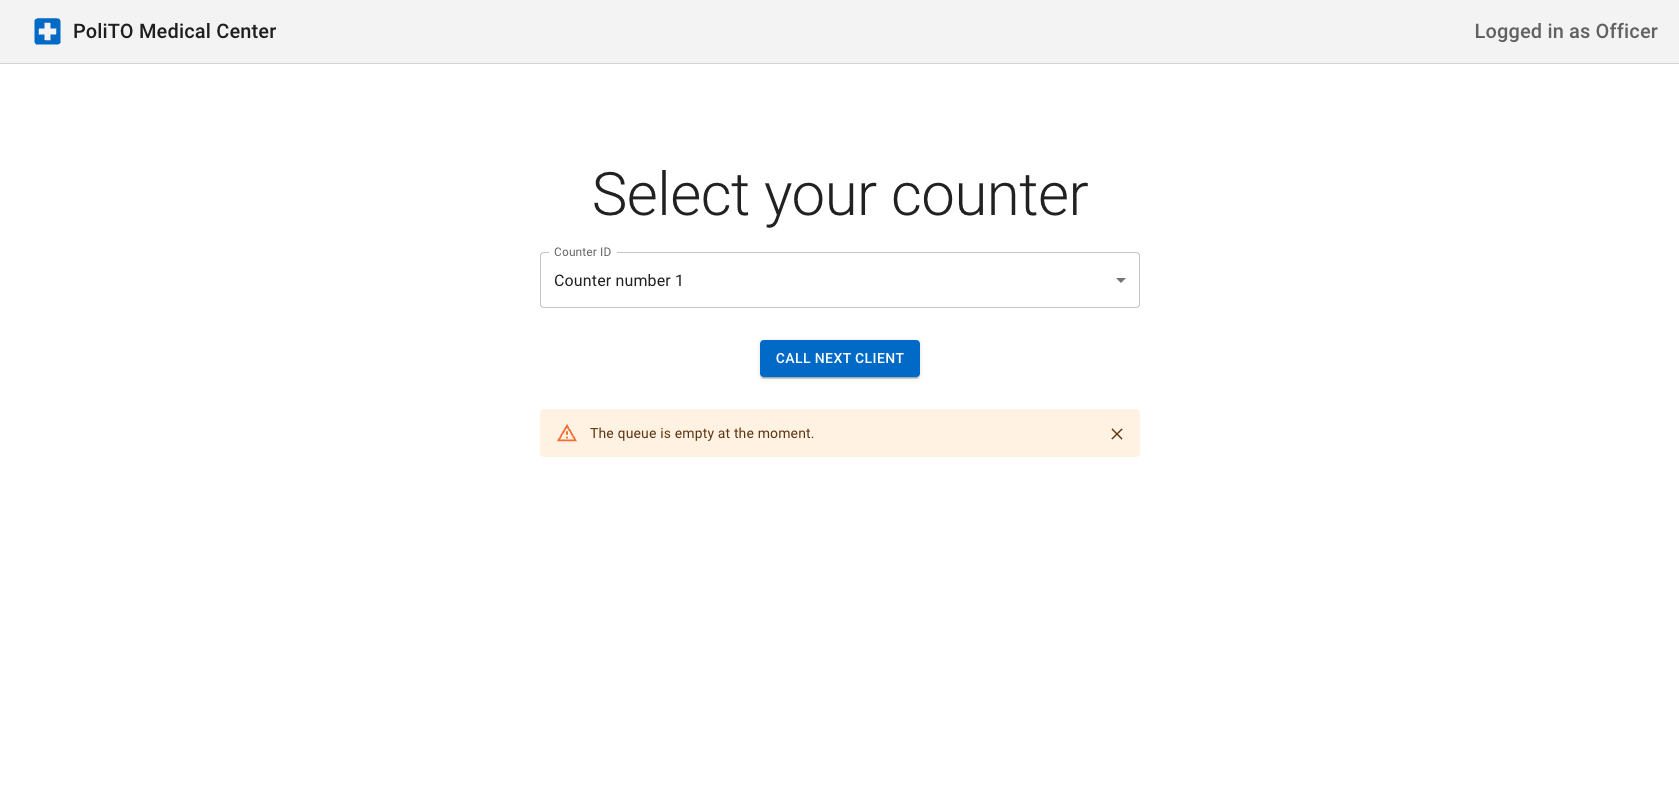 PoliTO Medical Center
Logged in as Officer
Select your counter
Counter ID
Counter number 1
CALL NEXT CLIENT
The queue is empty at the moment.